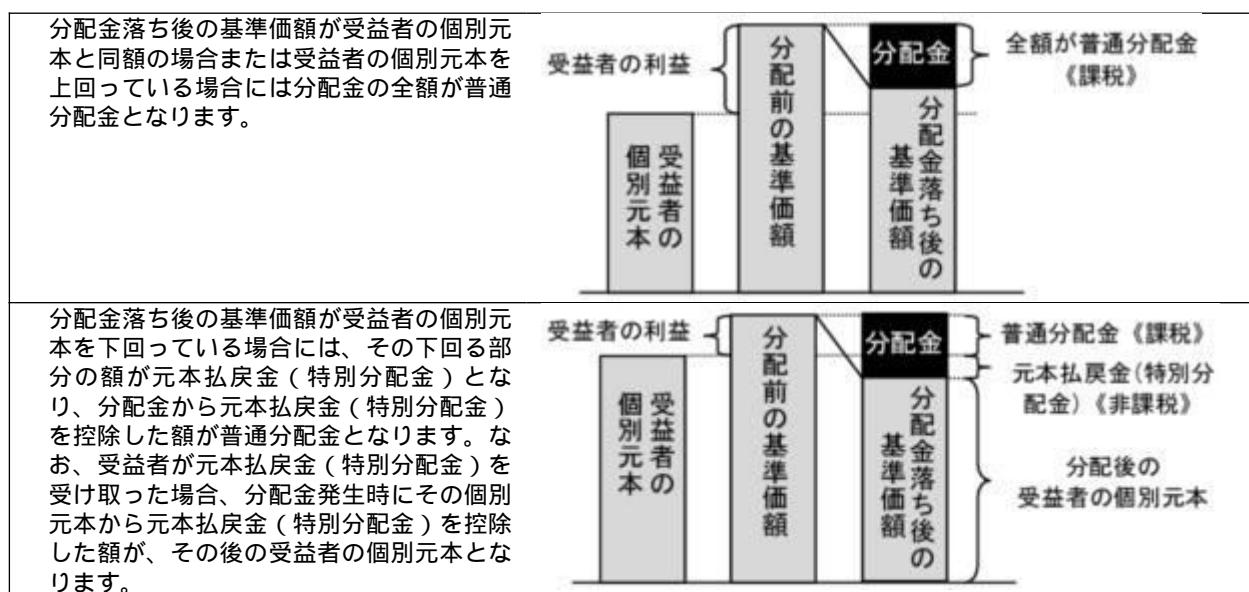 分配金落ち後の基準価額が受益者の個別元
本と同額の場合または受益者の個別元本を
上回っている場合には分配金の全額が普通
分配金となります。
受益者の利益
受益者の
個別元本
分配前の基準価額
分配金
分配金落ち後の
基準価額
全額が普通分配金
《課税》
分配金落ち後の基準価額が受益者の個別元
本を下回っている場合には、その下回る部
分の額が元本払戻金(特別分配金)とな
り、分配金から元本払戻金(特別分配金)
を控除した額が普通分配金となります。な
お、受益者が元本払戻金(特別分配金)を
受け取った場合、分配金発生時にその個別
元本から元本払戻金(特別分配金)を控除
した額が、その後の受益者の個別元本とな
ります。
受益者の利益
受益者の
個別元本
分配前の基準価額
分配金
分配金落ち後の
基準価額
普通分配金《課税》
元本払戻金(特別分
配金)《非課税》
分配後の
受益者の個別元本